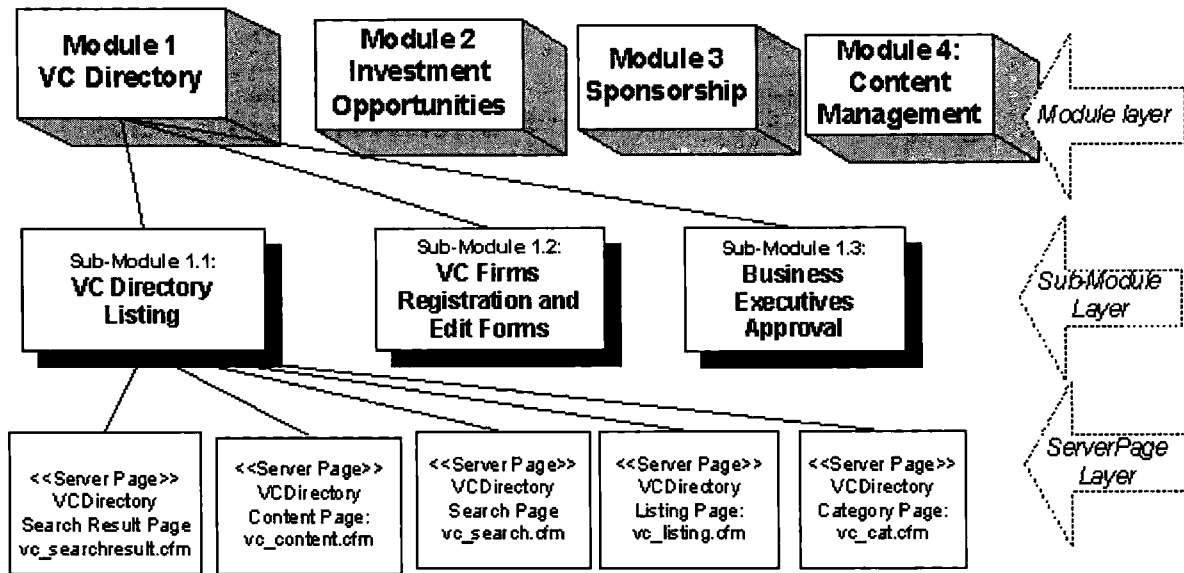 Module 1
VC Directory
Module 2
Investment
Opportunities
Module 3
Sponsorship
Module 4:
Content
Management
Module layer
Sub-Module 1.1:
VC Directory
Listing
Sub-Module 1.2:
VC Firms
Registration and
Edit Forms
Sub-Module 1.3:
Business
Executives
Approval
Sub-Module
Layer
<<Server Page>>
VCDirectory
Search Result Page
vc_searchresult.cfm
<<Server Page>>
VCDirectory
Content Page:
vc_content.cfm
<<Server Page>>
VCDirectory
Search Page
vc_search.cfm
<<Server Page>>
VCDirectory
Listing Page:
vc_listing.cfm
<<Server Page>>
VCDirectory
Category Page:
vc_cat.cfm
ServerPage
Layer